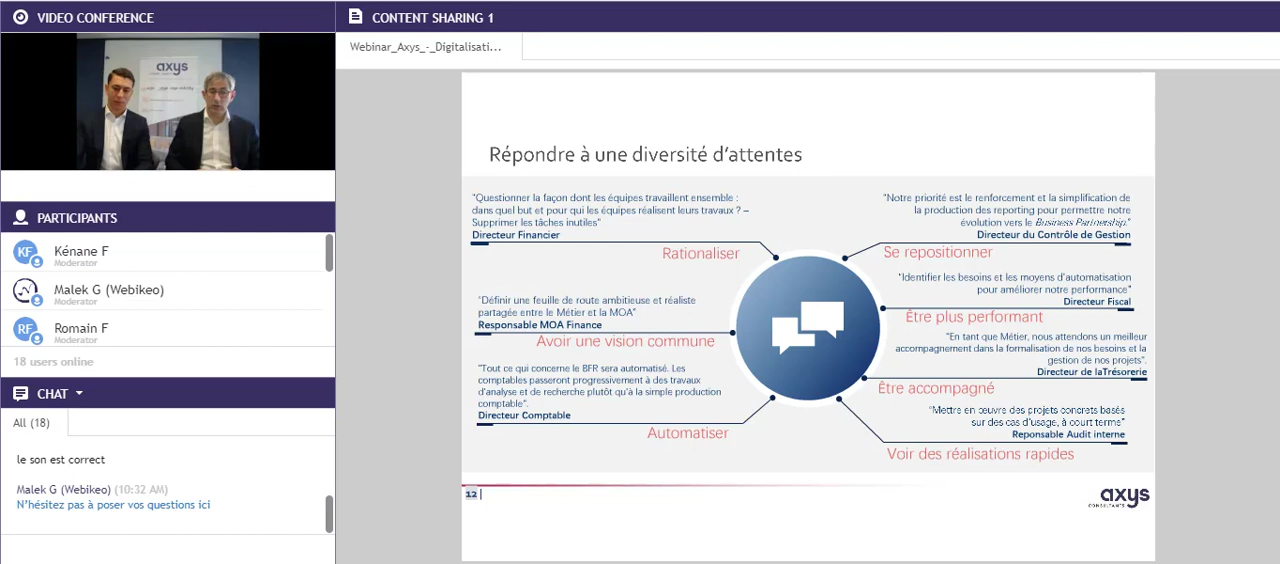 VIDEO CONFERENCE
axys
PARTICIPANTS
KF
Kénane F
Moderator
Malek G (Webikeo)
Moderator
RF
Romain F
Moderator
18 users online
CHAT
All (18)
le son est correct
Malek G (Webikeo) (10:32 AM)
N'hésitez pas à poser vos questions ici
CONTENT SHARING 1
Webinar_Axys_-_Digitalisati...
Répondre à une diversité d'attentes
"Questionner la façon dont les équipes travaillent ensemble :
dans quel but et pour qui les équipes réalisent leurs travaux ? –
Supprimer les tâches inutiles"
Directeur Financier
Rationaliser
"Définir une feuille de route ambitieuse et réaliste
partagée entre le Métier et la MOA"
Responsable MOA Finance
Avoir une vision commune
"Tout ce qui concerne le BFR sera automatisé. Les
comptables passeront progressivement à des travaux
d'analyse et de recherche plutôt qu'à la simple production
comptable".
Directeur Comptable
Automatiser
"Notre priorité est le renforcement et la simplification de
la production des reporting pour permettre notre
évolution vers le Business Partnership."
Directeur du Contrôle de Gestion
Se repositionner
"Identifier les besoins et les moyens d'automatisation
pour améliorer notre performance"
Directeur Fiscal
Être plus performant
"En tant que Métier, nous attendons un meilleur
accompagnement dans la formalisation de nos besoins et la
gestion de nos projets".
Directeur de laTrésorerie
Être accompagné
"Mettre en œuvre des projets concrets basés
sur des cas d'usage, à court terme"
Reponsable Audit interne
Voir des réalisations rapides
12 |
axys
CONSULTANTS